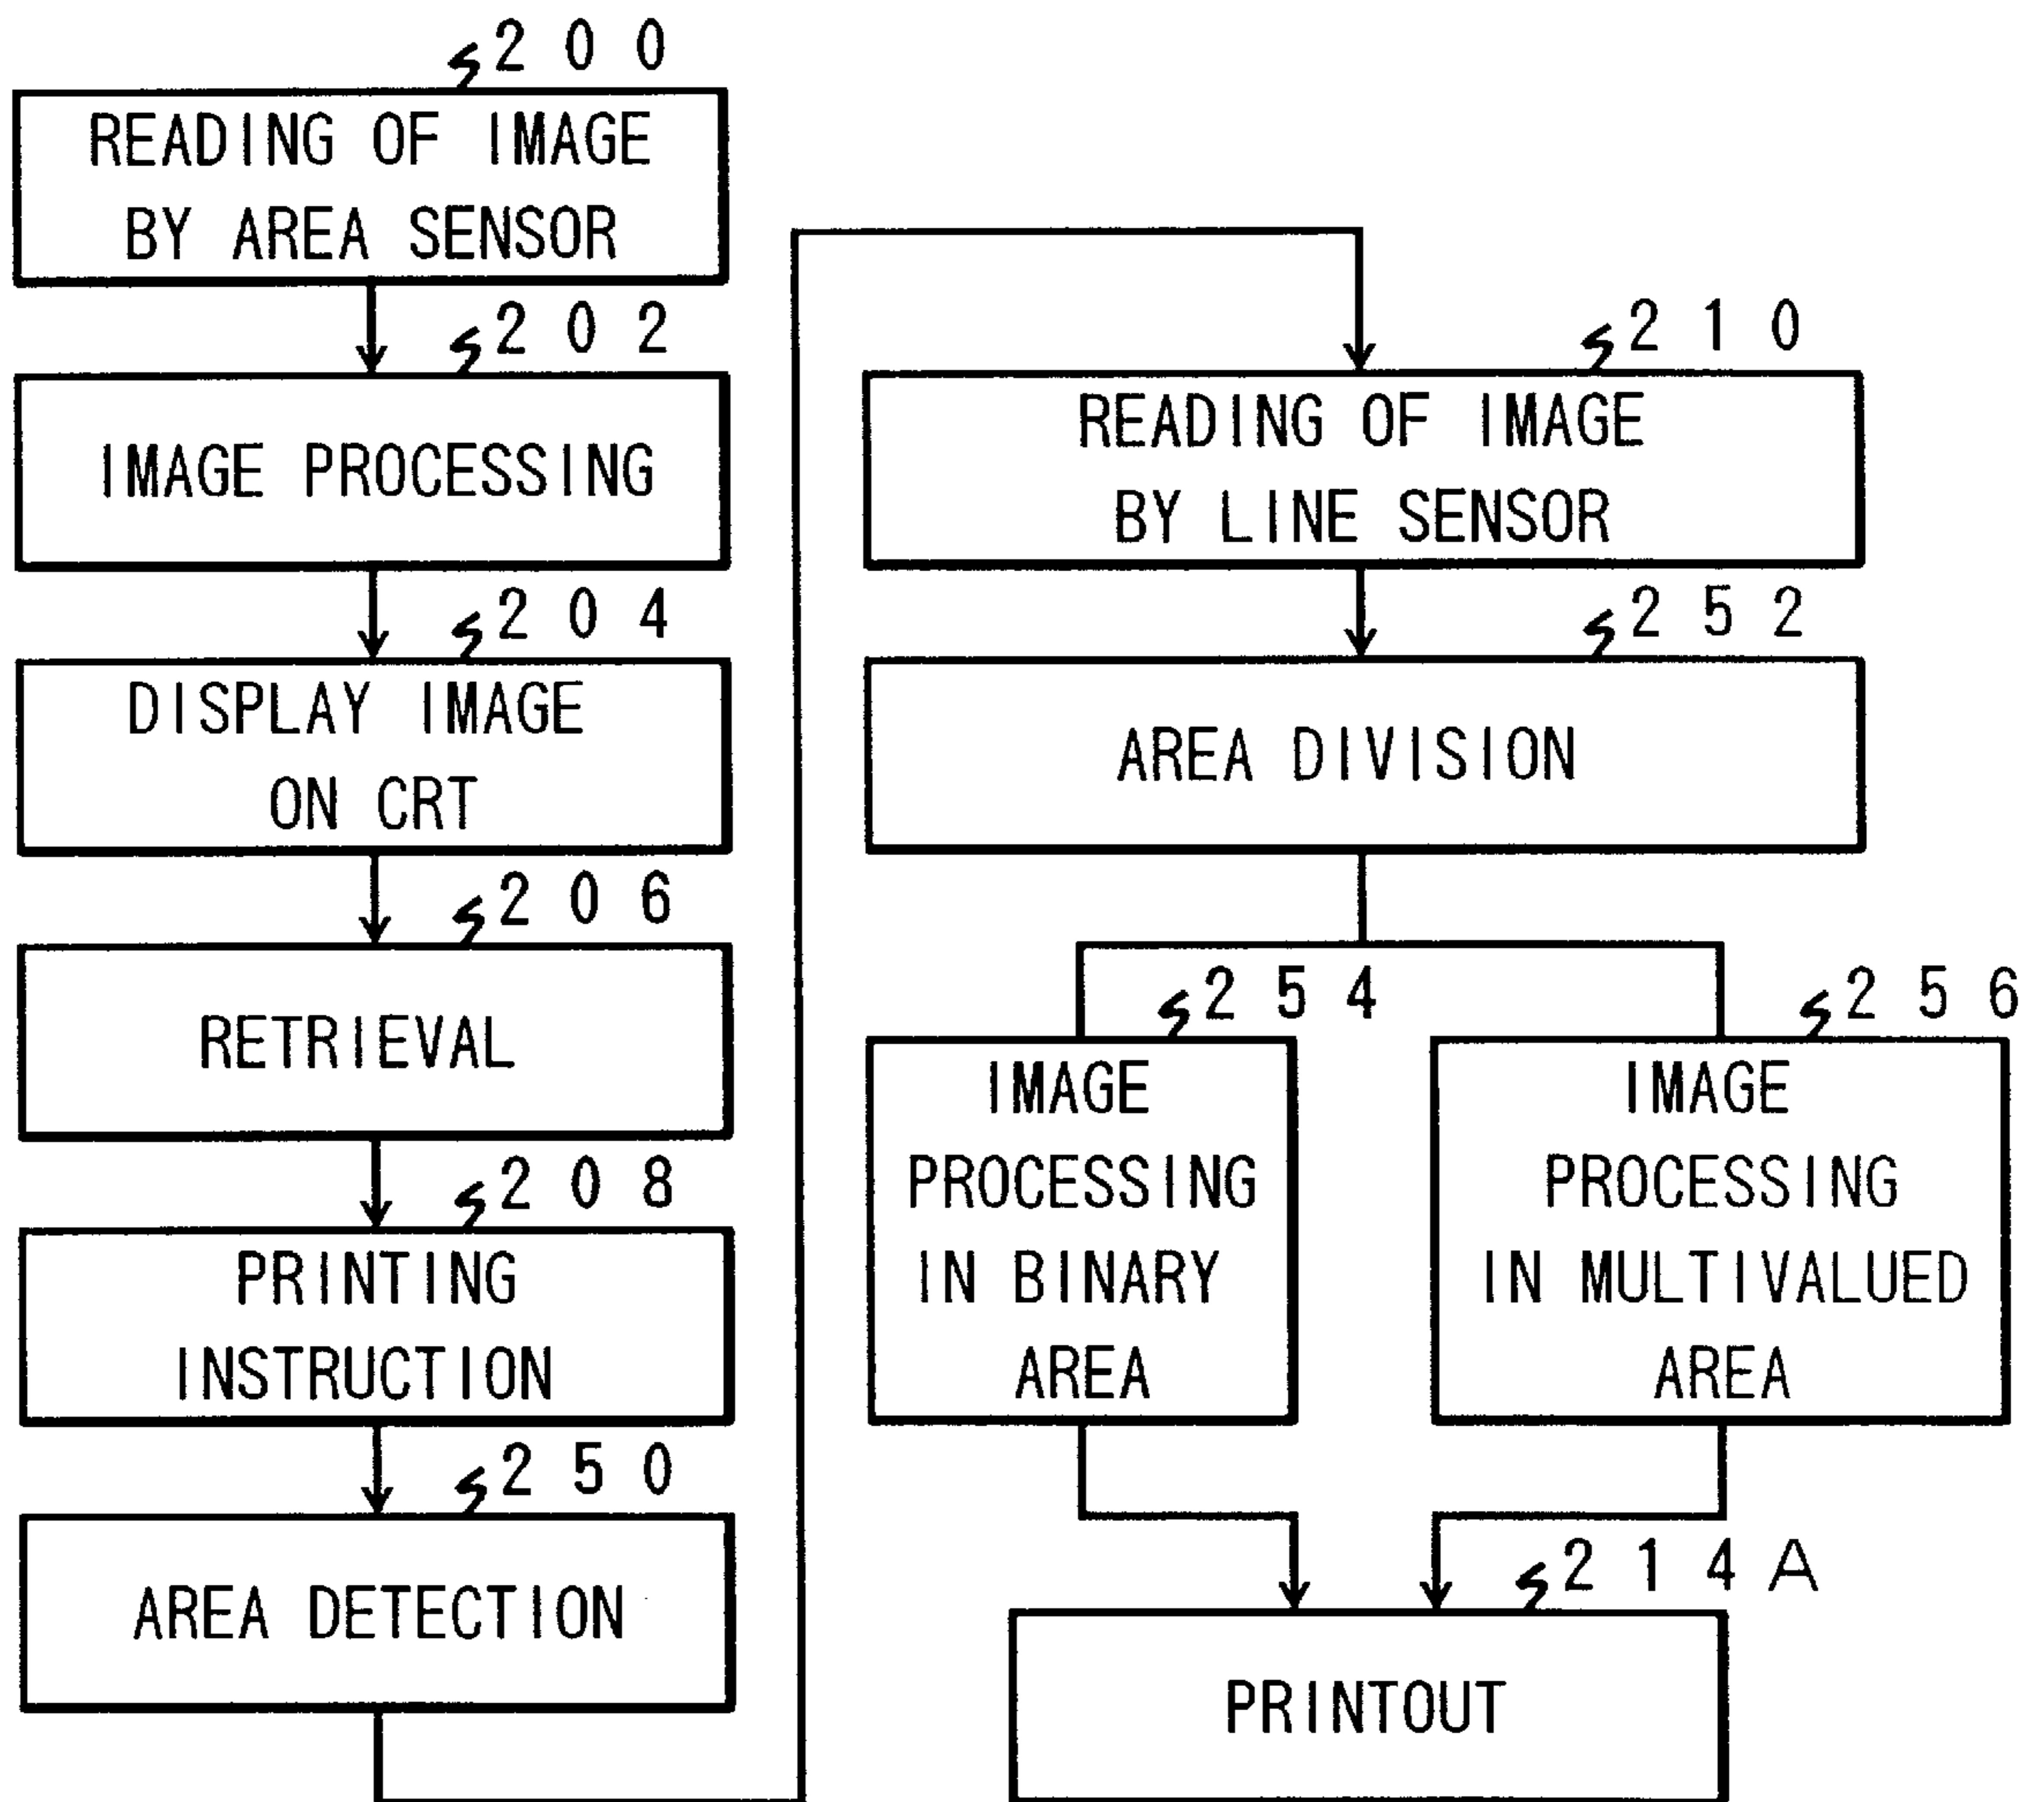 200
READING OF IMAGE
BY AREA SENSOR
202
IMAGE PROCESSING
204
DISPLAY IMAGE
ON CRT
206
RETRIEVAL
208
PRINTING
INSTRUCTION
250
AREA DETECTION
210
READING OF IMAGE
BY LINE SENSOR
252
AREA DIVISION
254
IMAGE
PROCESSING
IN BINARY
AREA
256
IMAGE
PROCESSING
IN MULTIVALUED
AREA
214A
PRINTOUT